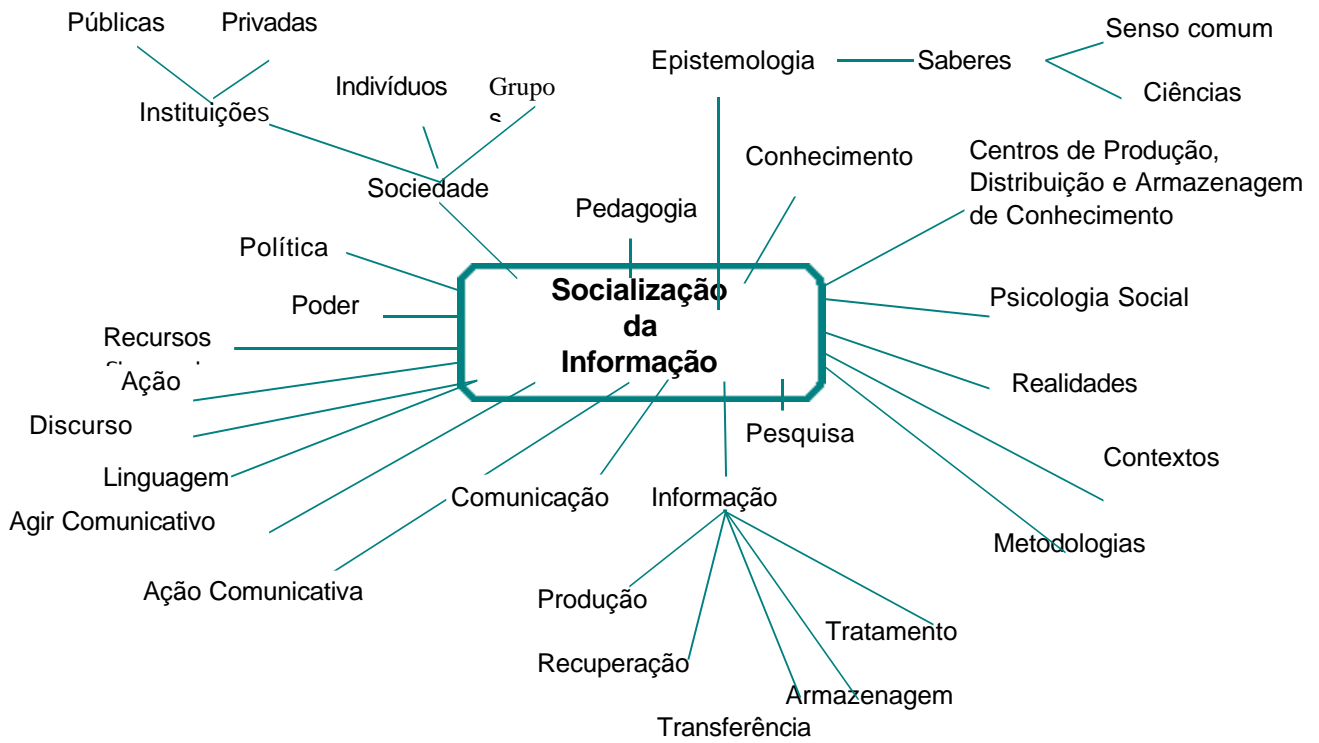 Públicas
Privadas
Senso comum
Epistemologia
Saberes
Indivíduos
Grupo
s
Ciências
Instituições
Conhecimento
Centros de Produção,
Distribuição e Armazenagem
de Conhecimento
Sociedade
Pedagogia
Política
Socialização
da
Informação
Psicologia Social
Poder
Recursos
Ação
Realidades
Discurso
Pesquisa
Contextos
Linguagem
Comunicação
Informação
Agir Comunicativo
Metodologias
Ação Comunicativa
Produção
Tratamento
Recuperação
Armazenagem
Transferência